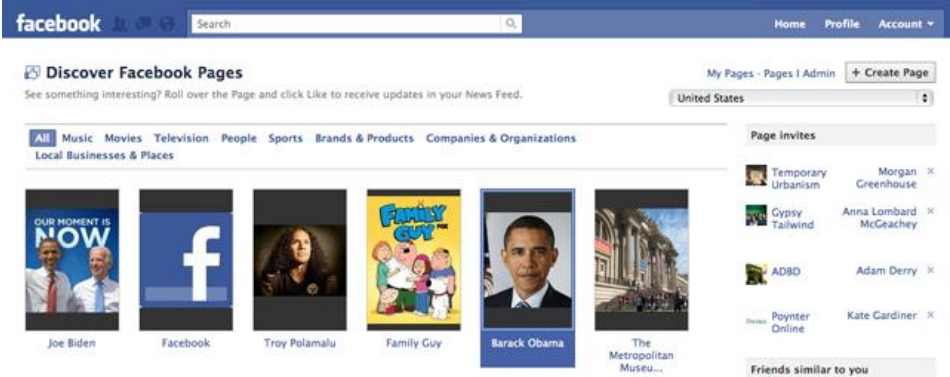 facebook
Search
Home Profile Account
Discover Facebook Pages
See something interesting? Roll over the Page and click Like to receive updates in your News Feed.
My Pages · Pages I Admin
+ Create Page
United States
All Music Movies Television People Sports Brands & Products Companies & Organizations
Local Businesses & Places
OUR MOMENT IS
NOW
f
FAMILY
GUY FOX
Joe Biden
Facebook
Troy Polamalu
Family Guy
Barack Obama
The
Metropolitan
Museu...
Page invites
Temporary
Urbanism
Morgan
Greenhouse
Gypsy
Tailwind
Anna Lombard
McGeachey
ADBD
Adam Derry
Poynter
Poynter
Online
Kate Gardiner
Friends similar to you